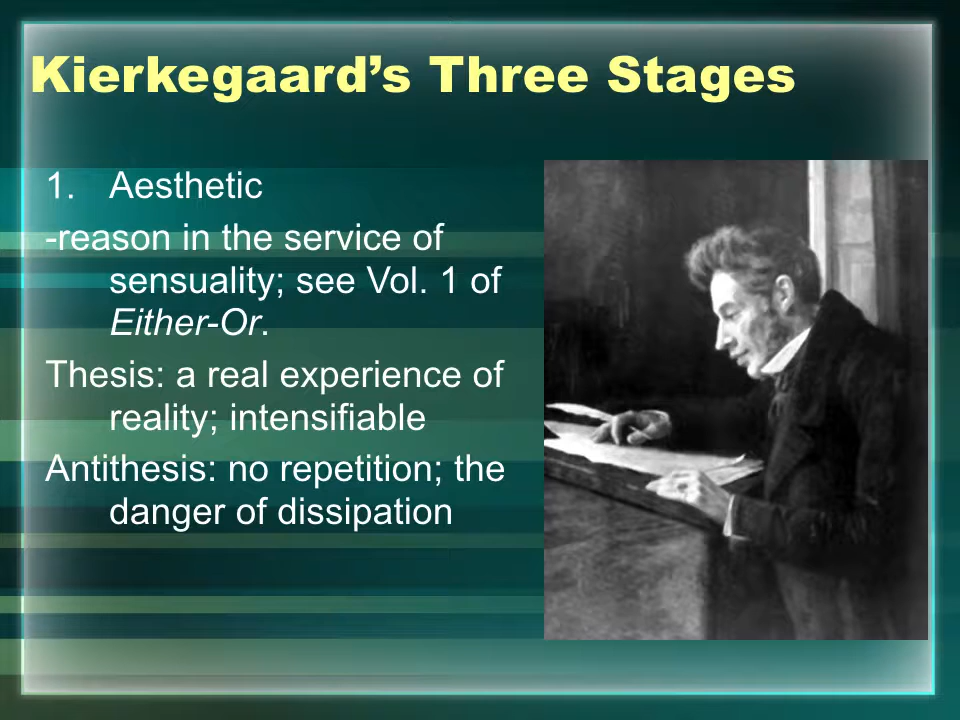 Kierkegaard’s Three Stages
1. Aesthetic
-reason in the service of
sensuality; see Vol. 1 of
Either-Or.
Thesis: a real experience of
reality; intensifiable
Antithesis: no repetition; the
danger of dissipation